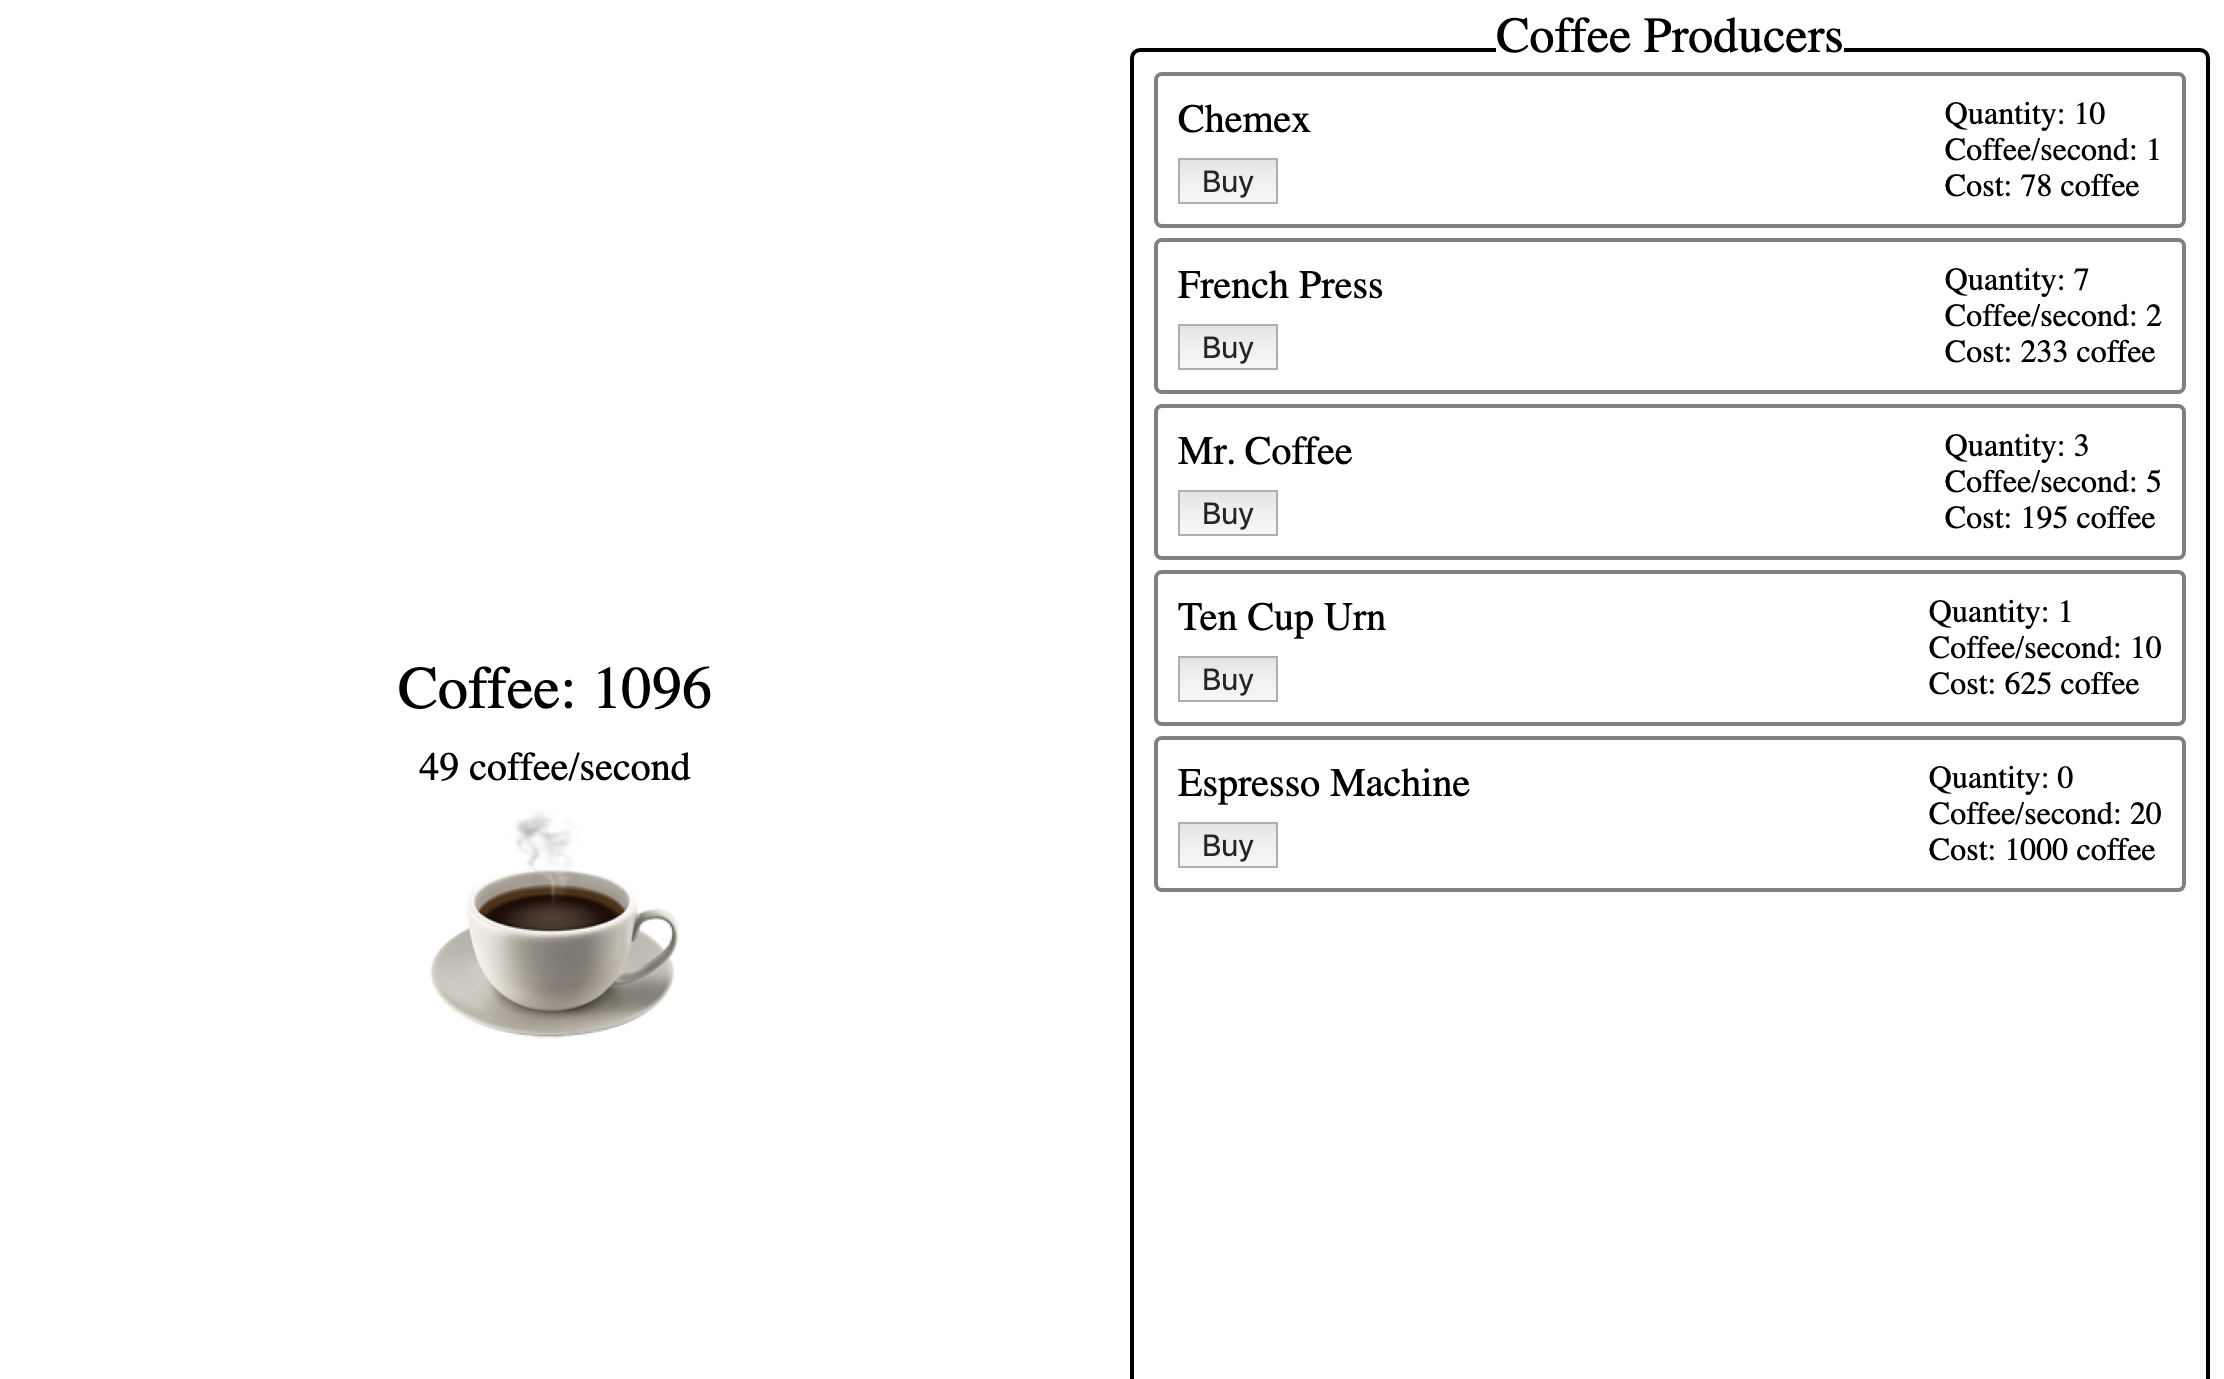 Coffee: 1096
49 coffee/second
Coffee Producers
Chemex
Buy
Quantity: 10
Coffee/second: 1
Cost: 78 coffee
French Press
Buy
Quantity: 7
Coffee/second: 2
Cost: 233 coffee
Mr. Coffee
Buy
Quantity: 3
Coffee/second: 5
Cost: 195 coffee
Ten Cup Urn
Buy
Quantity: 1
Coffee/second: 10
Cost: 625 coffee
Espresso Machine
Buy
Quantity: 0
Coffee/second: 20
Cost: 1000 coffee